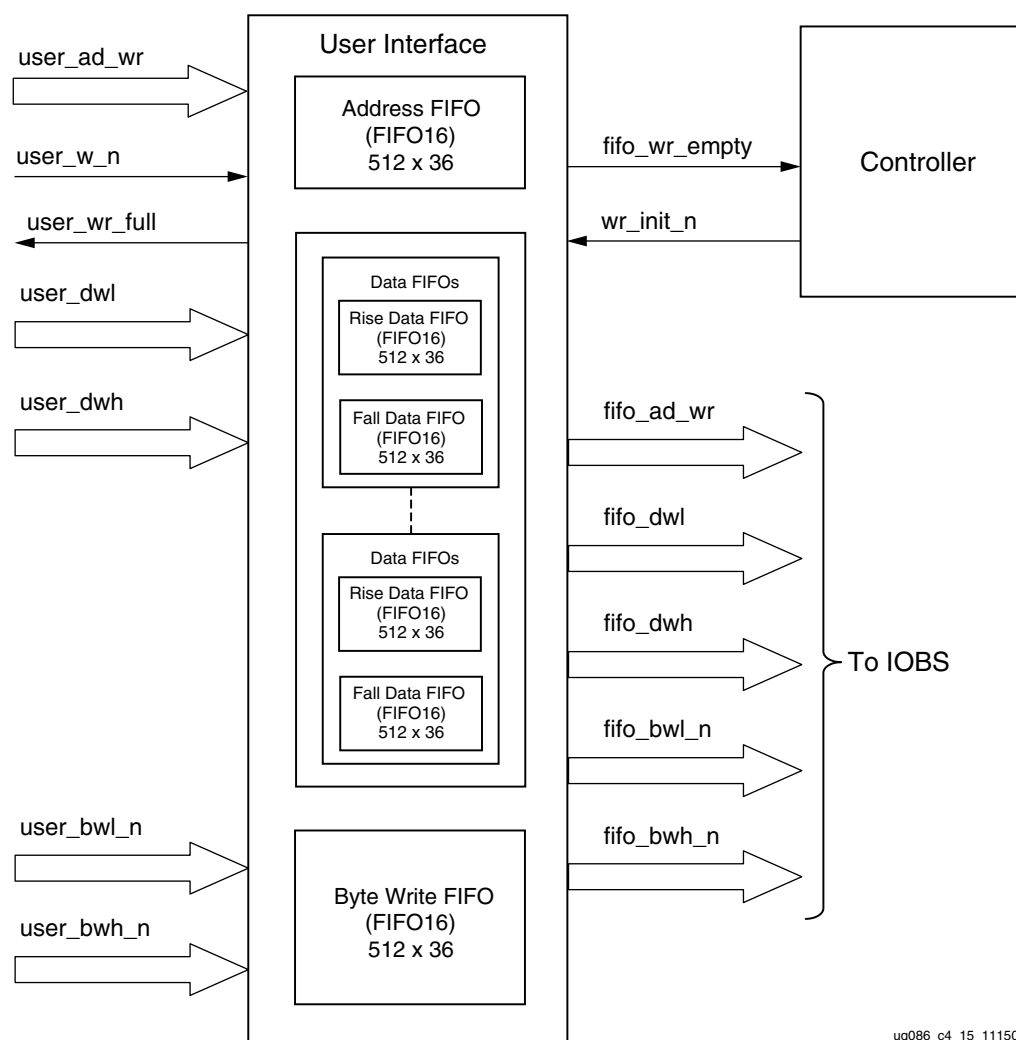 User Interface
user_ad_wr
user_w_n
user_wr_full
user_dwl
user_dwh
user_bwl_n
user_bwh_n
Address FIFO
(FIFO16)
512 x 36
Data FIFOs
Rise Data FIFO
(FIFO16)
512 x 36
Fall Data FIFO
(FIFO16)
512 x 36
Data FIFOs
Rise Data FIFO
(FIFO16)
512 x 36
Fall Data FIFO
(FIFO16)
512 x 36
Byte Write FIFO
(FIFO16)
512 x 36
fifo_wr_empty
wr_init_n
Controller
fifo_ad_wr
fifo_dwl
fifo_dwh
fifo_bwl_n
fifo_bwh_n
To IOBS
ug086_c4_15_11150